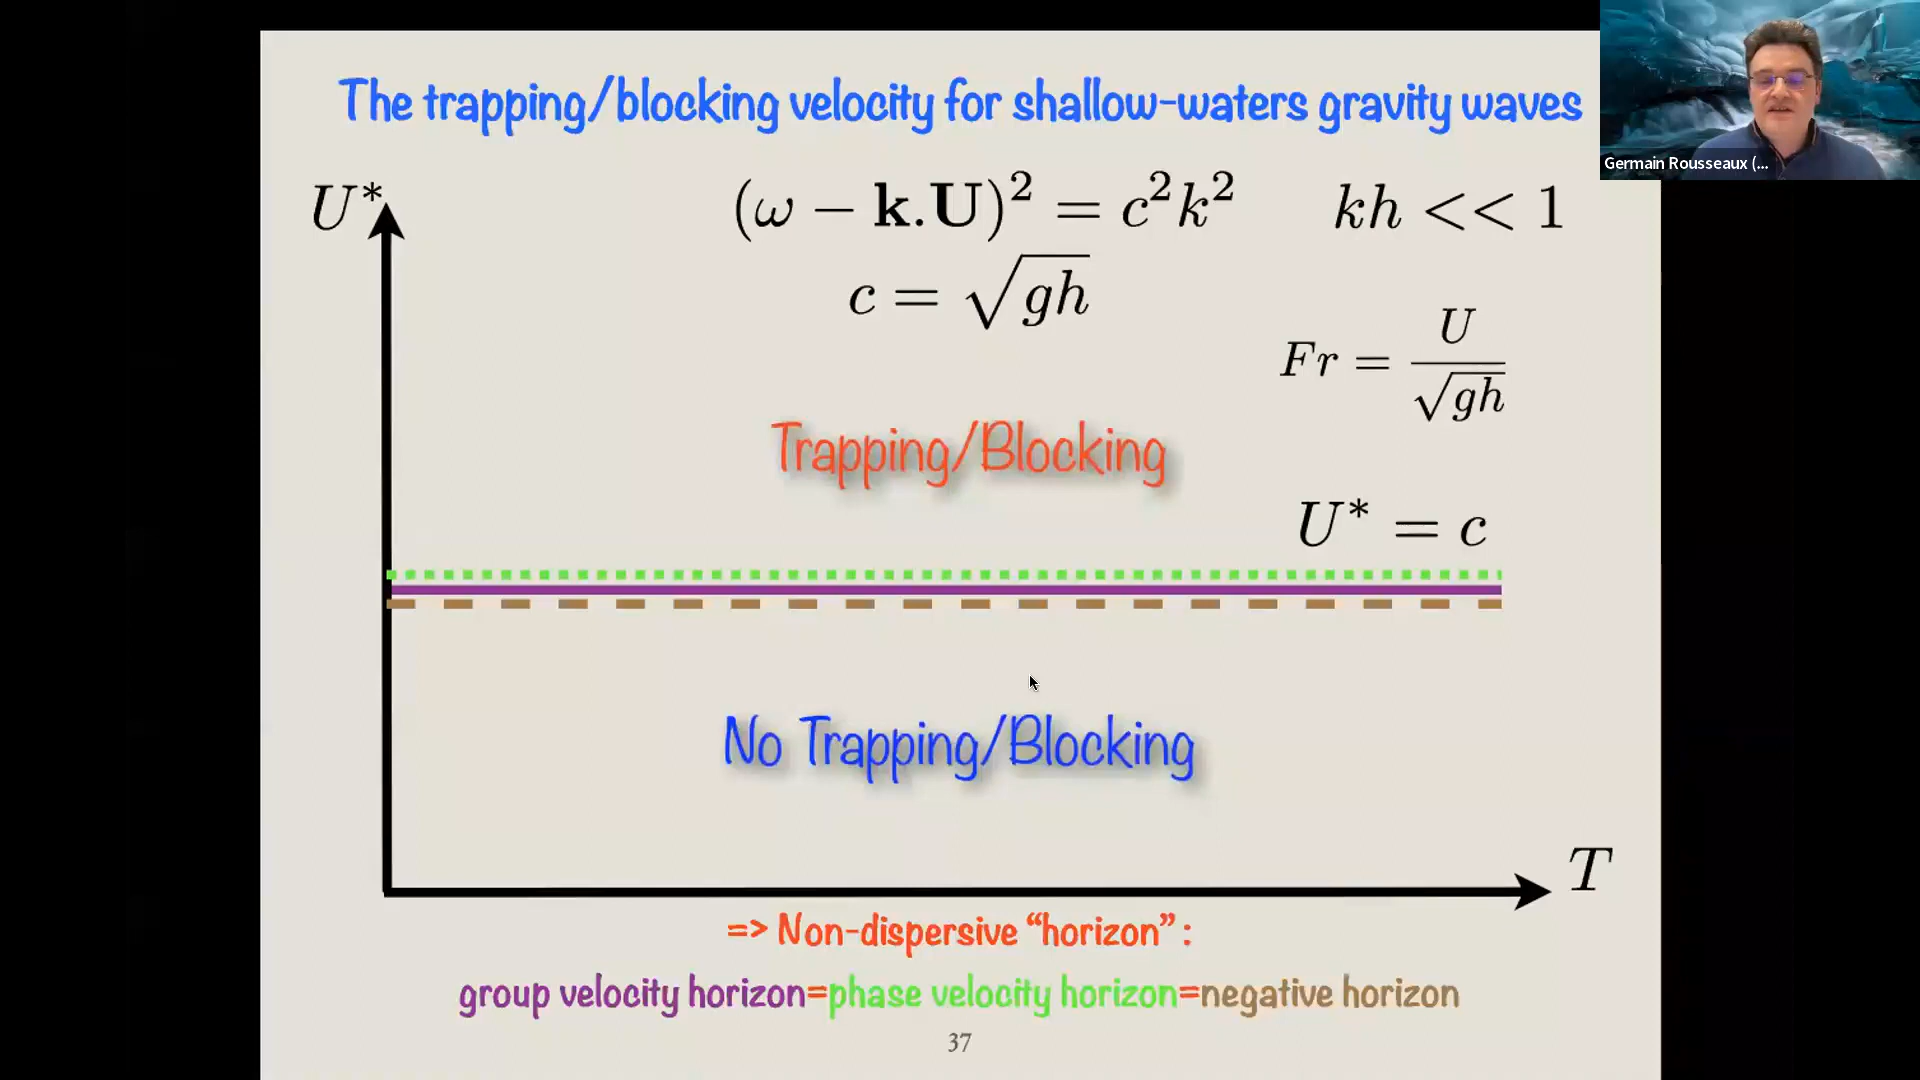 The trapping/blocking velocity for shallow-waters gravity waves
Germain Rousseaux (...
U*
(ω − k.U)² = c²k²
kh << 1
c = √gh
Fr = U / √gh
Trapping/Blocking
U* = c
No Trapping/Blocking
T
=> Non-dispersive “horizon” :
group velocity horizon=phase velocity horizon=negative horizon
37